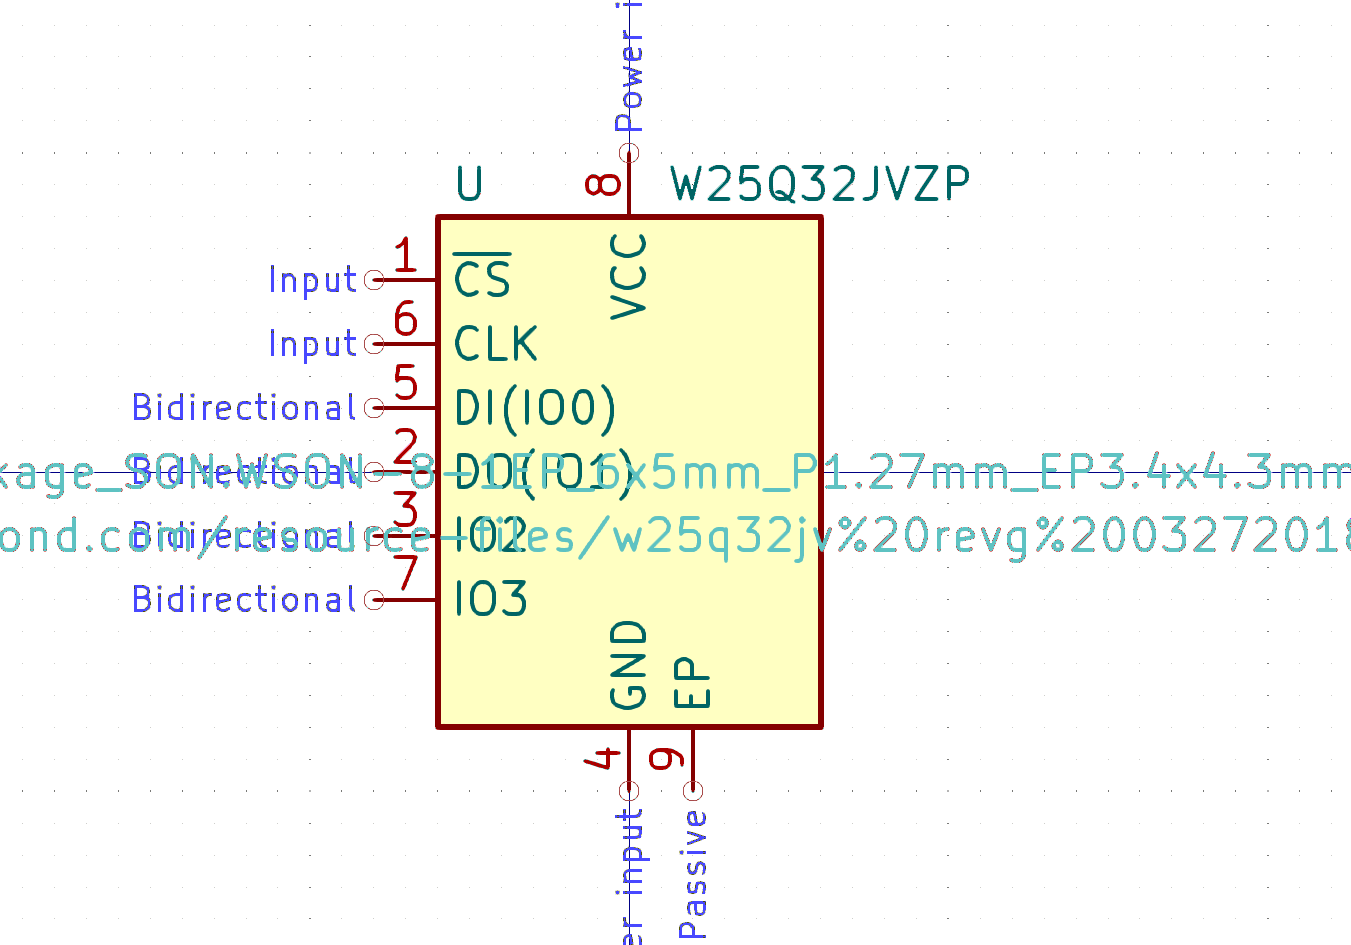 Power i
U
8
W25Q32JVZP
VCC
Input 1 CS
Input 6 CLK
Bidirectional 5 DI(IO0)
Bidirectional 2 DO(IO1)
kage_SON:WSON-8-1EP_6x5mm_P1.27mm_EP3.4x4.3mm
Bidirectional 3 IO2
ond.com/resource-files/w25q32jv%20revg%2003272018
Bidirectional 7 IO3
GND
EP
4
9
er input
Passive